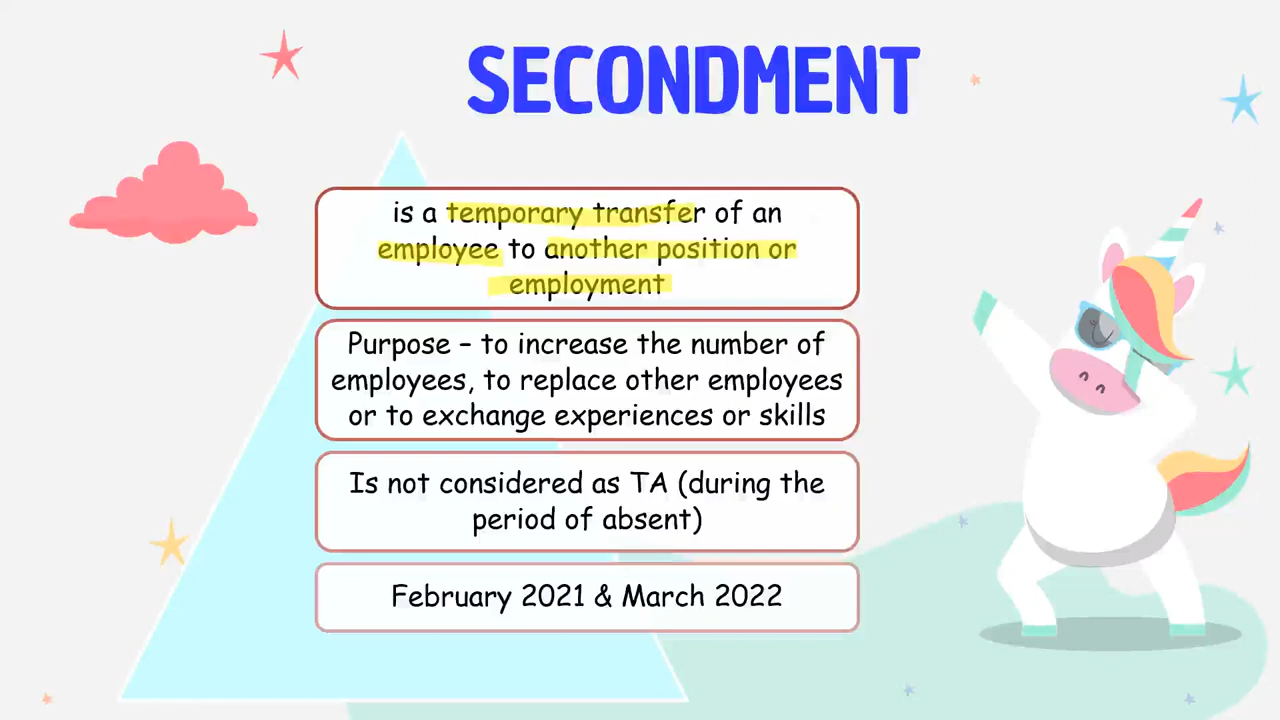 SECONDMENT
is a temporary transfer of an
employee to another position or
employment
Purpose – to increase the number of
employees, to replace other employees
or to exchange experiences or skills
Is not considered as TA (during the
period of absent)
February 2021 & March 2022